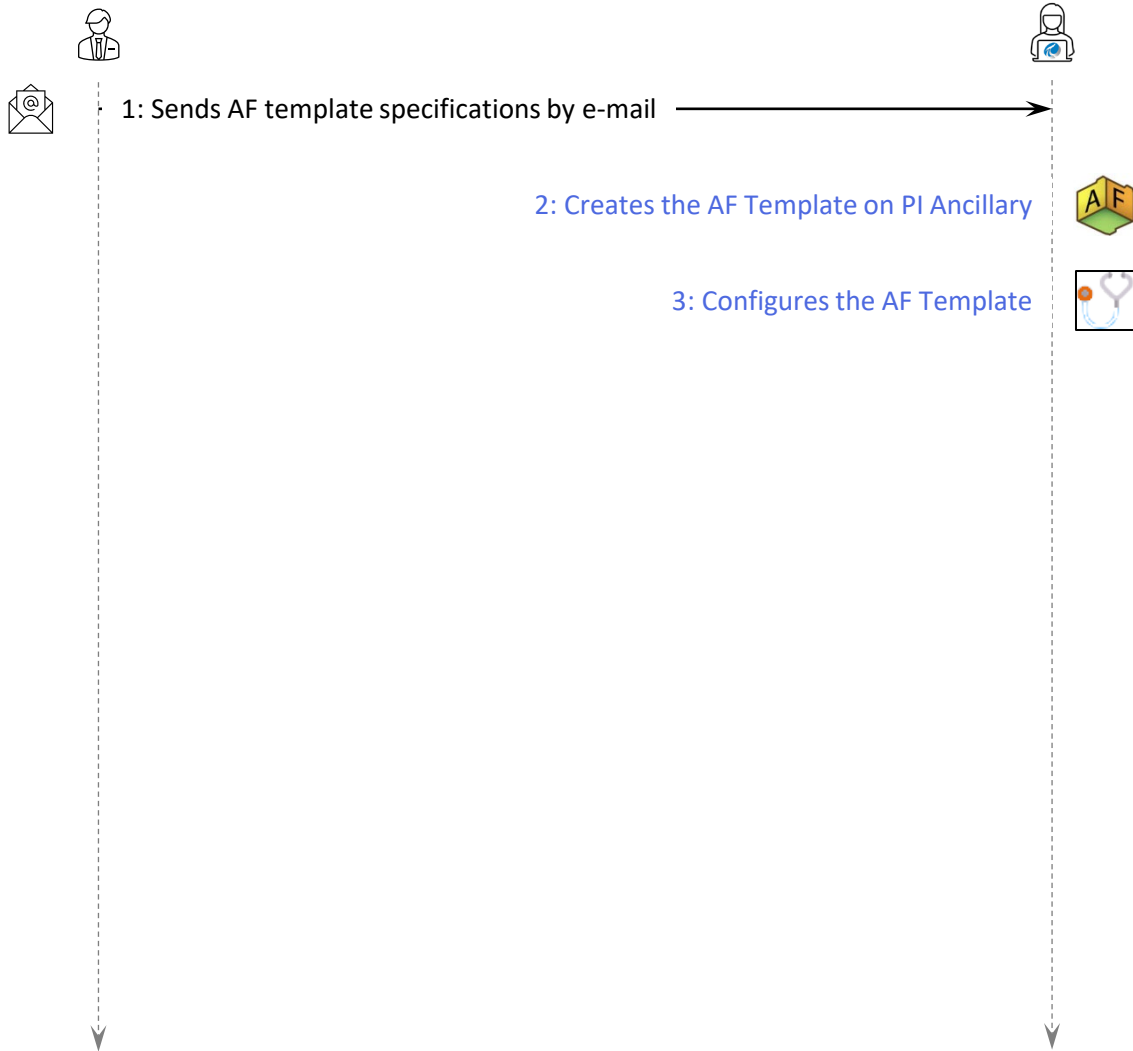 1: Sends AF template specifications by e-mail
2: Creates the AF Template on PI Ancillary
AF
3: Configures the AF Template